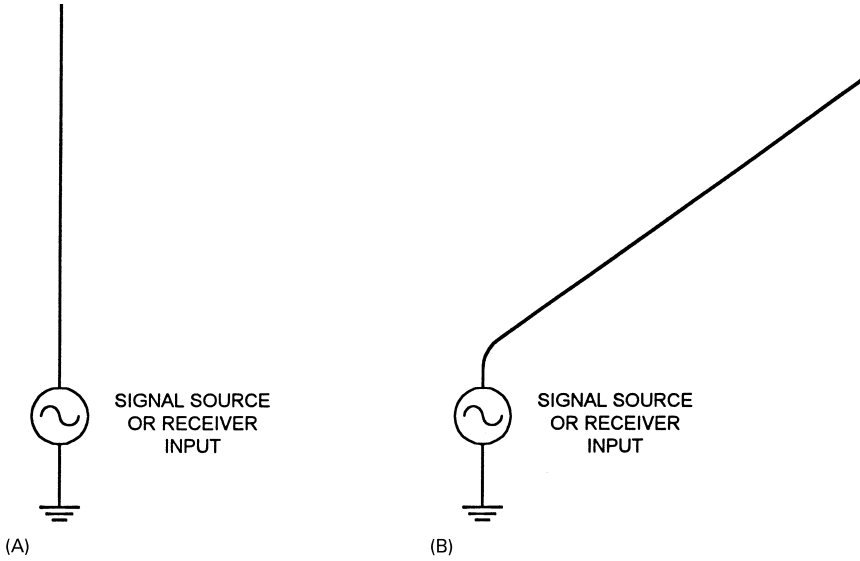 SIGNAL SOURCE
OR RECEIVER
INPUT
SIGNAL SOURCE
OR RECEIVER
INPUT
(A)
(B)